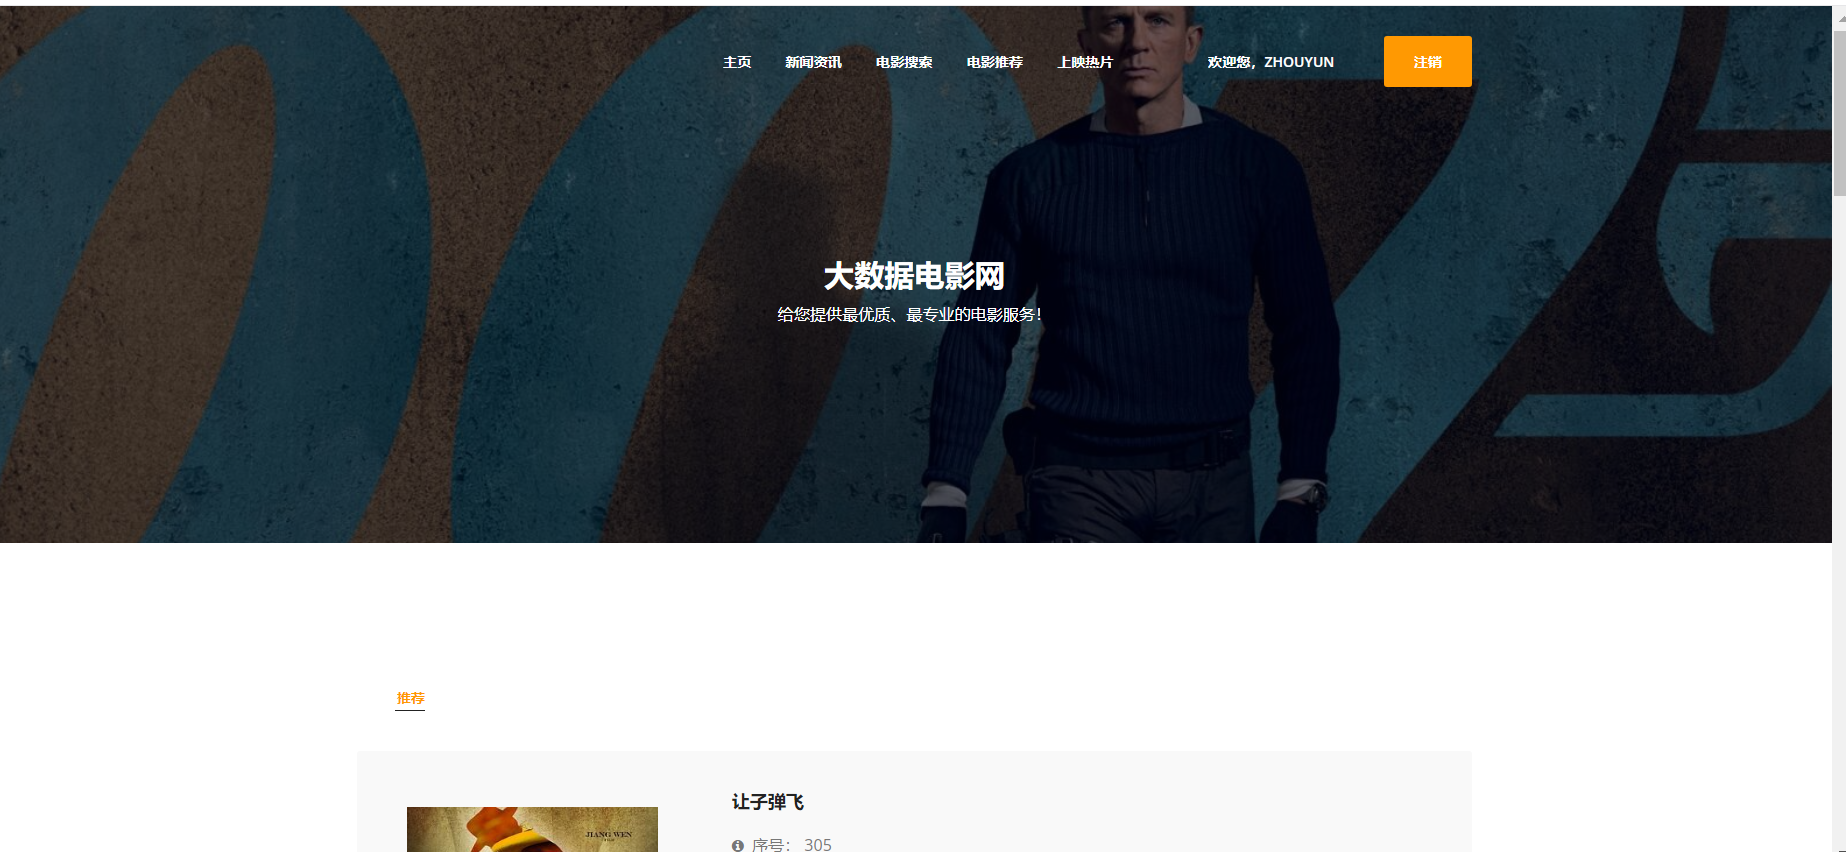 主页 新闻资讯 电影搜索 电影推荐 上映热片 欢迎您，ZHOUYUN 注销
大数据电影网
给您提供最优质、最专业的电影服务!
推荐
让子弹飞
JIANG WEN
序号： 305